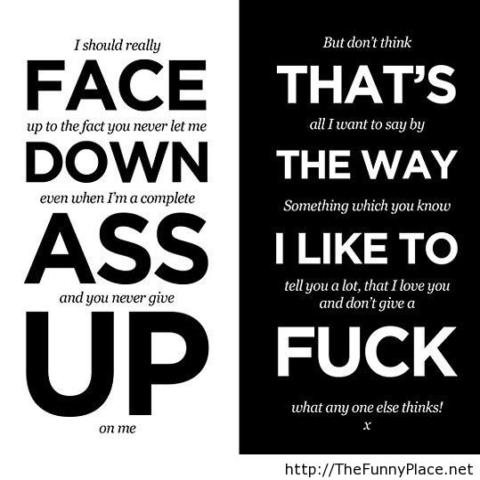 I should really
FACE
up to the fact you never let me
DOWN
even when I'm a complete
ASS
and you never give
UP
on me
But don't think
THAT'S
all I want to say by
THE WAY
Something which you know
I LIKE TO
tell you a lot, that I love you
and don't give a
FUCK
what any one else thinks!
x
http://TheFunnyPlace.net